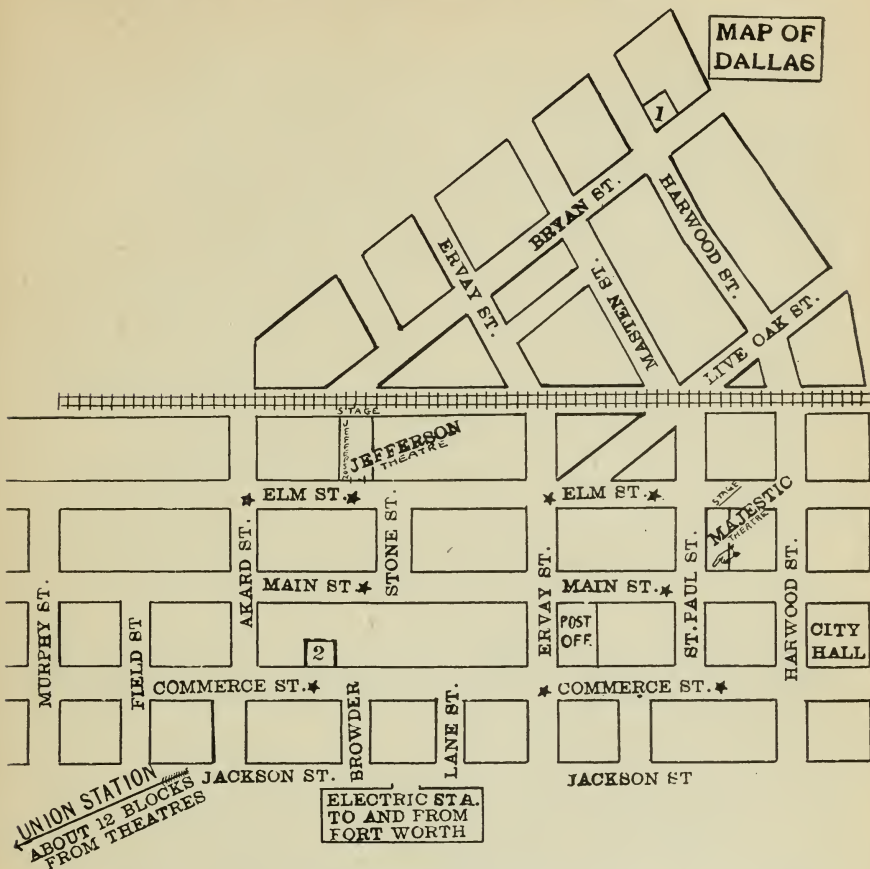 MAP OF
DALLAS
1
BRYAN ST.
HARWOOD ST.
ERVAY ST.
MASTEN ST.
LIVE OAK ST.
STAGE
JEFFERSON
JEFFERSON
THEATRE
★ ELM ST.★
★ ELM ST.★
STAGE
MAJESTIC
THEATRE
AKARD ST.
STONE ST.
MAIN ST.★
MAIN ST.★
ERVAY ST.
ST. PAUL ST.
HARWOOD ST.
MURPHY ST.
FIELD ST
2
POST
OFF.
CITY
HALL
COMMERCE ST.★
★ COMMERCE ST.★
BROWDER
LANE ST.
JACKSON ST.
JACKSON ST
UNION STATION
ABOUT 12 BLOCKS
FROM THEATRES
ELECTRIC STA.
TO AND FROM
FORT WORTH